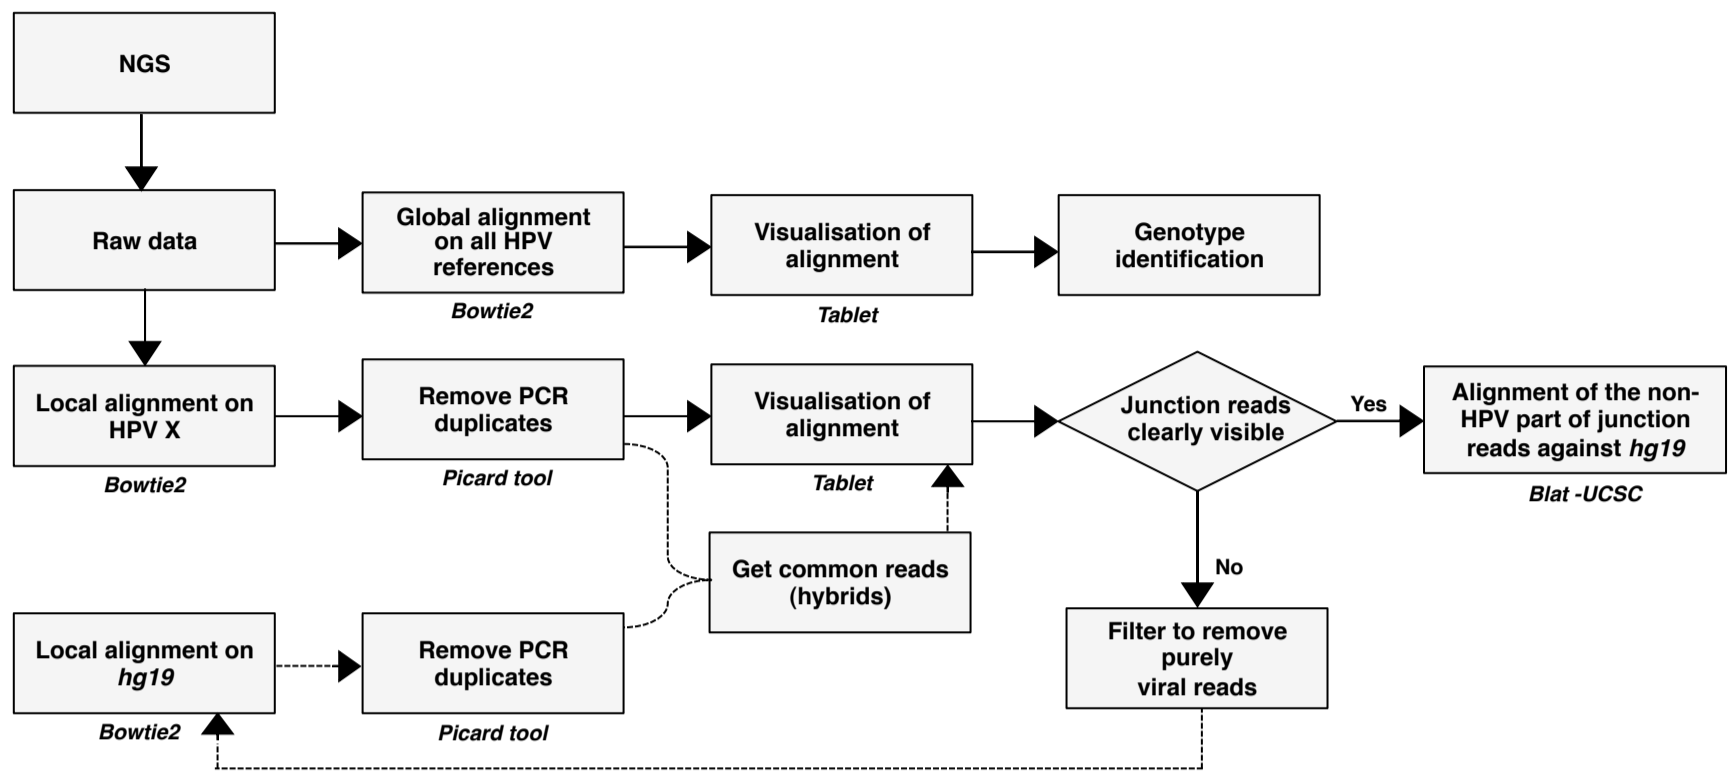 NGS
Raw data
Global alignment
on all HPV
references
Bowtie2
Visualisation of
alignment
Tablet
Genotype
identification
Local alignment on
HPV X
Bowtie2
Remove PCR
duplicates
Picard tool
Visualisation of
alignment
Tablet
Junction reads
clearly visible
Yes
Alignment of the non-
HPV part of junction
reads against hg19
Blat -UCSC
No
Get common reads
(hybrids)
Filter to remove
purely
viral reads
Local alignment on
hg19
Bowtie2
Remove PCR
duplicates
Picard tool